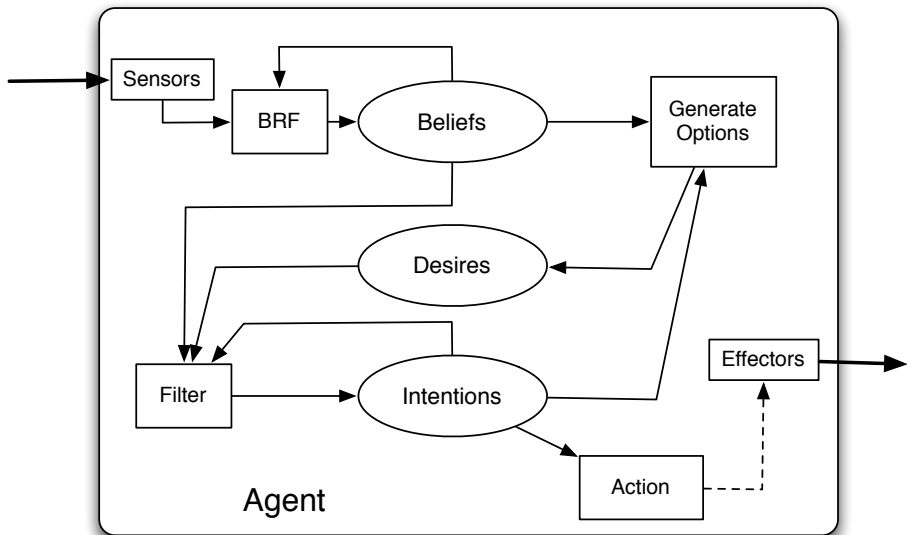 Sensors
BRF
Beliefs
Generate
Options
Desires
Effectors
Filter
Intentions
Action
Agent